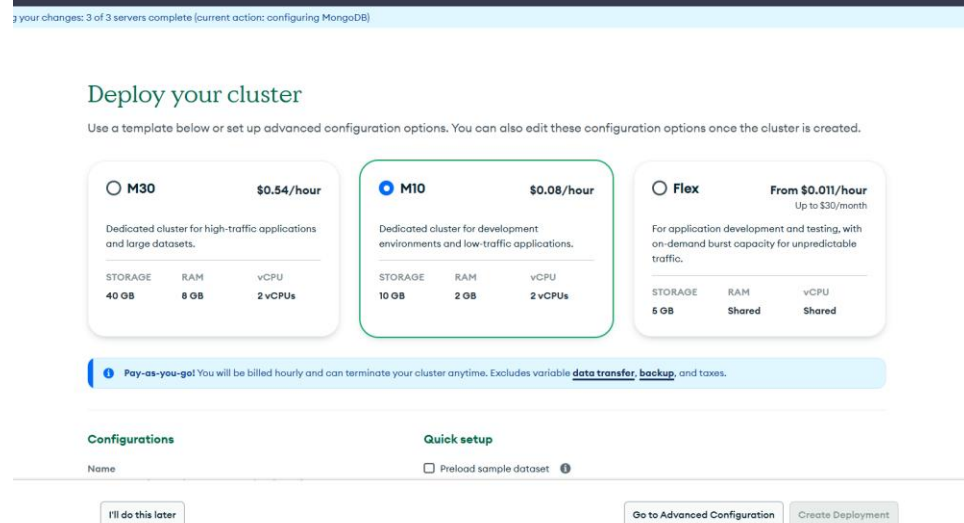 g your changes: 3 of 3 servers complete (current action: configuring MongoDB)
Deploy your cluster
Use a template below or set up advanced configuration options. You can also edit these configuration options once the cluster is created.
M30
$0.54/hour
Dedicated cluster for high-traffic applications
and large datasets.
STORAGE RAM vCPU
40 GB 8 GB 2 vCPUs
M10
$0.08/hour
Dedicated cluster for development
environments and low-traffic applications.
STORAGE RAM vCPU
10 GB 2 GB 2 vCPUs
Flex
From $0.011/hour
Up to $30/month
For application development and testing, with
on-demand burst capacity for unpredictable
traffic.
STORAGE RAM vCPU
5 GB Shared Shared
Pay-as-you-go! You will be billed hourly and can terminate your cluster anytime. Excludes variable data transfer, backup, and taxes.
Configurations
Name
Quick setup
Preload sample dataset
I'll do this later
Go to Advanced Configuration
Create Deployment